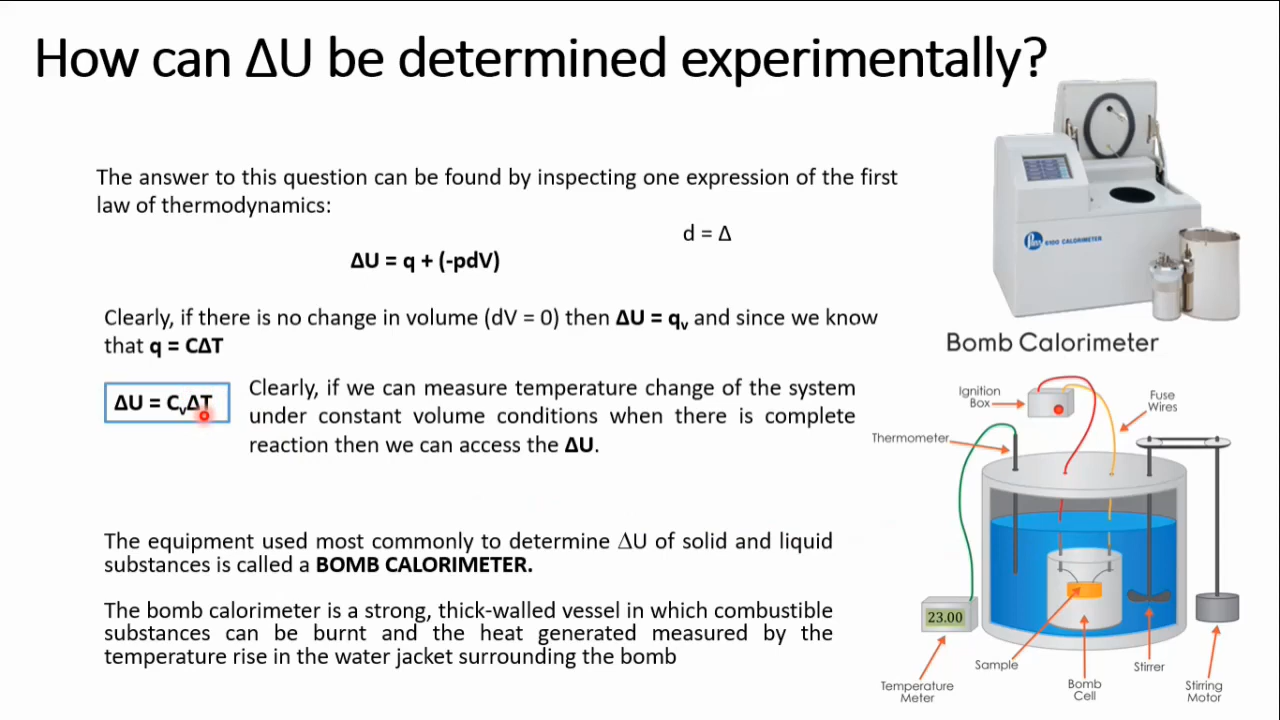 How can ΔU be determined experimentally?
The answer to this question can be found by inspecting one expression of the first
law of thermodynamics:
d = Δ
ΔU = q + (-pdV)
Clearly, if there is no change in volume (dV = 0) then ΔU = qv and since we know
that q = CΔT
ΔU = CvΔT
Clearly, if we can measure temperature change of the system
under constant volume conditions when there is complete
reaction then we can access the ΔU.
The equipment used most commonly to determine ΔU of solid and liquid
substances is called a BOMB CALORIMETER.
The bomb calorimeter is a strong, thick-walled vessel in which combustible
substances can be burnt and the heat generated measured by the
temperature rise in the water jacket surrounding the bomb
6100 CALORIMETER
Bomb Calorimeter
Ignition
Box
Fuse
Wires
Thermometer
23.00
Sample
Stirrer
Temperature
Meter
Bomb
Cell
Stirring
Motor